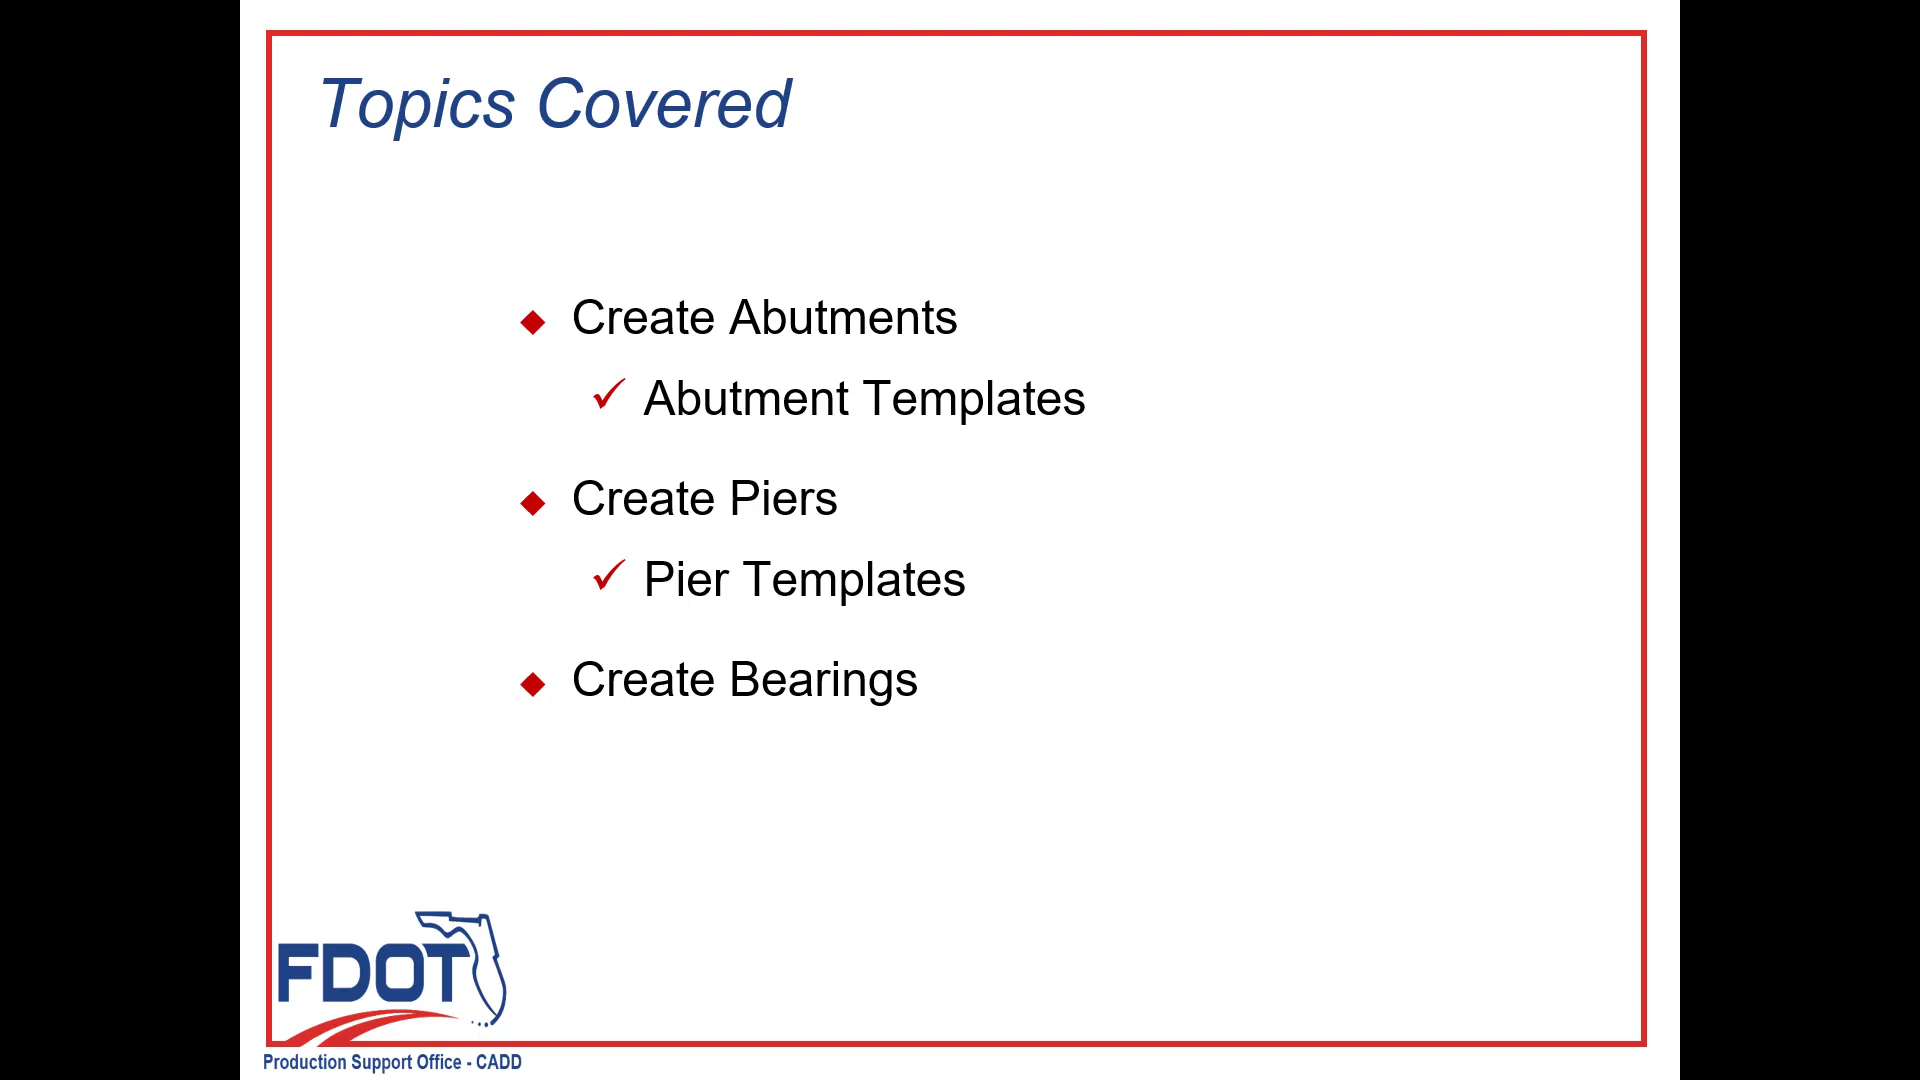 Topics Covered
Create Abutments
Abutment Templates
Create Piers
Pier Templates
Create Bearings
FDOT
Production Support Office - CADD